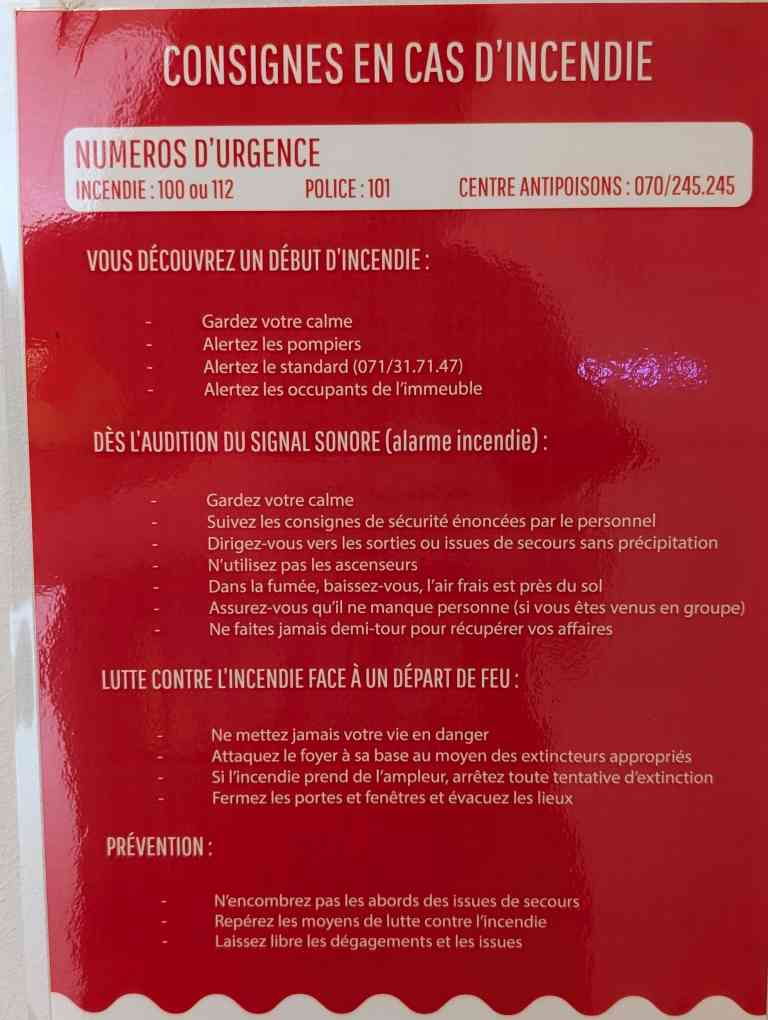 CONSIGNES EN CAS D'INCENDIE
NUMEROS D'URGENCE
INCENDIE : 100 ou 112 POLICE : 101 CENTRE ANTIPOISONS : 070/245.245
VOUS DÉCOUVREZ UN DÉBUT D'INCENDIE :
- Gardez votre calme
- Alertez les pompiers
- Alertez le standard (071/31.71.47)
- Alertez les occupants de l'immeuble
DÈS L'AUDITION DU SIGNAL SONORE (alarme incendie) :
- Gardez votre calme
- Suivez les consignes de sécurité énoncées par le personnel
- Dirigez-vous vers les sorties ou issues de secours sans précipitation
- N'utilisez pas les ascenseurs
- Dans la fumée, baissez-vous, l'air frais est près du sol
- Assurez-vous qu'il ne manque personne (si vous êtes venus en groupe)
- Ne faites jamais demi-tour pour récupérer vos affaires
LUTTE CONTRE L'INCENDIE FACE À UN DÉPART DE FEU :
- Ne mettez jamais votre vie en danger
- Attaquez le foyer à sa base au moyen des extincteurs appropriés
- Si l'incendie prend de l'ampleur, arrêtez toute tentative d'extinction
- Fermez les portes et fenêtres et évacuez les lieux
PRÉVENTION :
- N'encombrez pas les abords des issues de secours
- Repérez les moyens de lutte contre l'incendie
- Laissez libre les dégagements et les issues